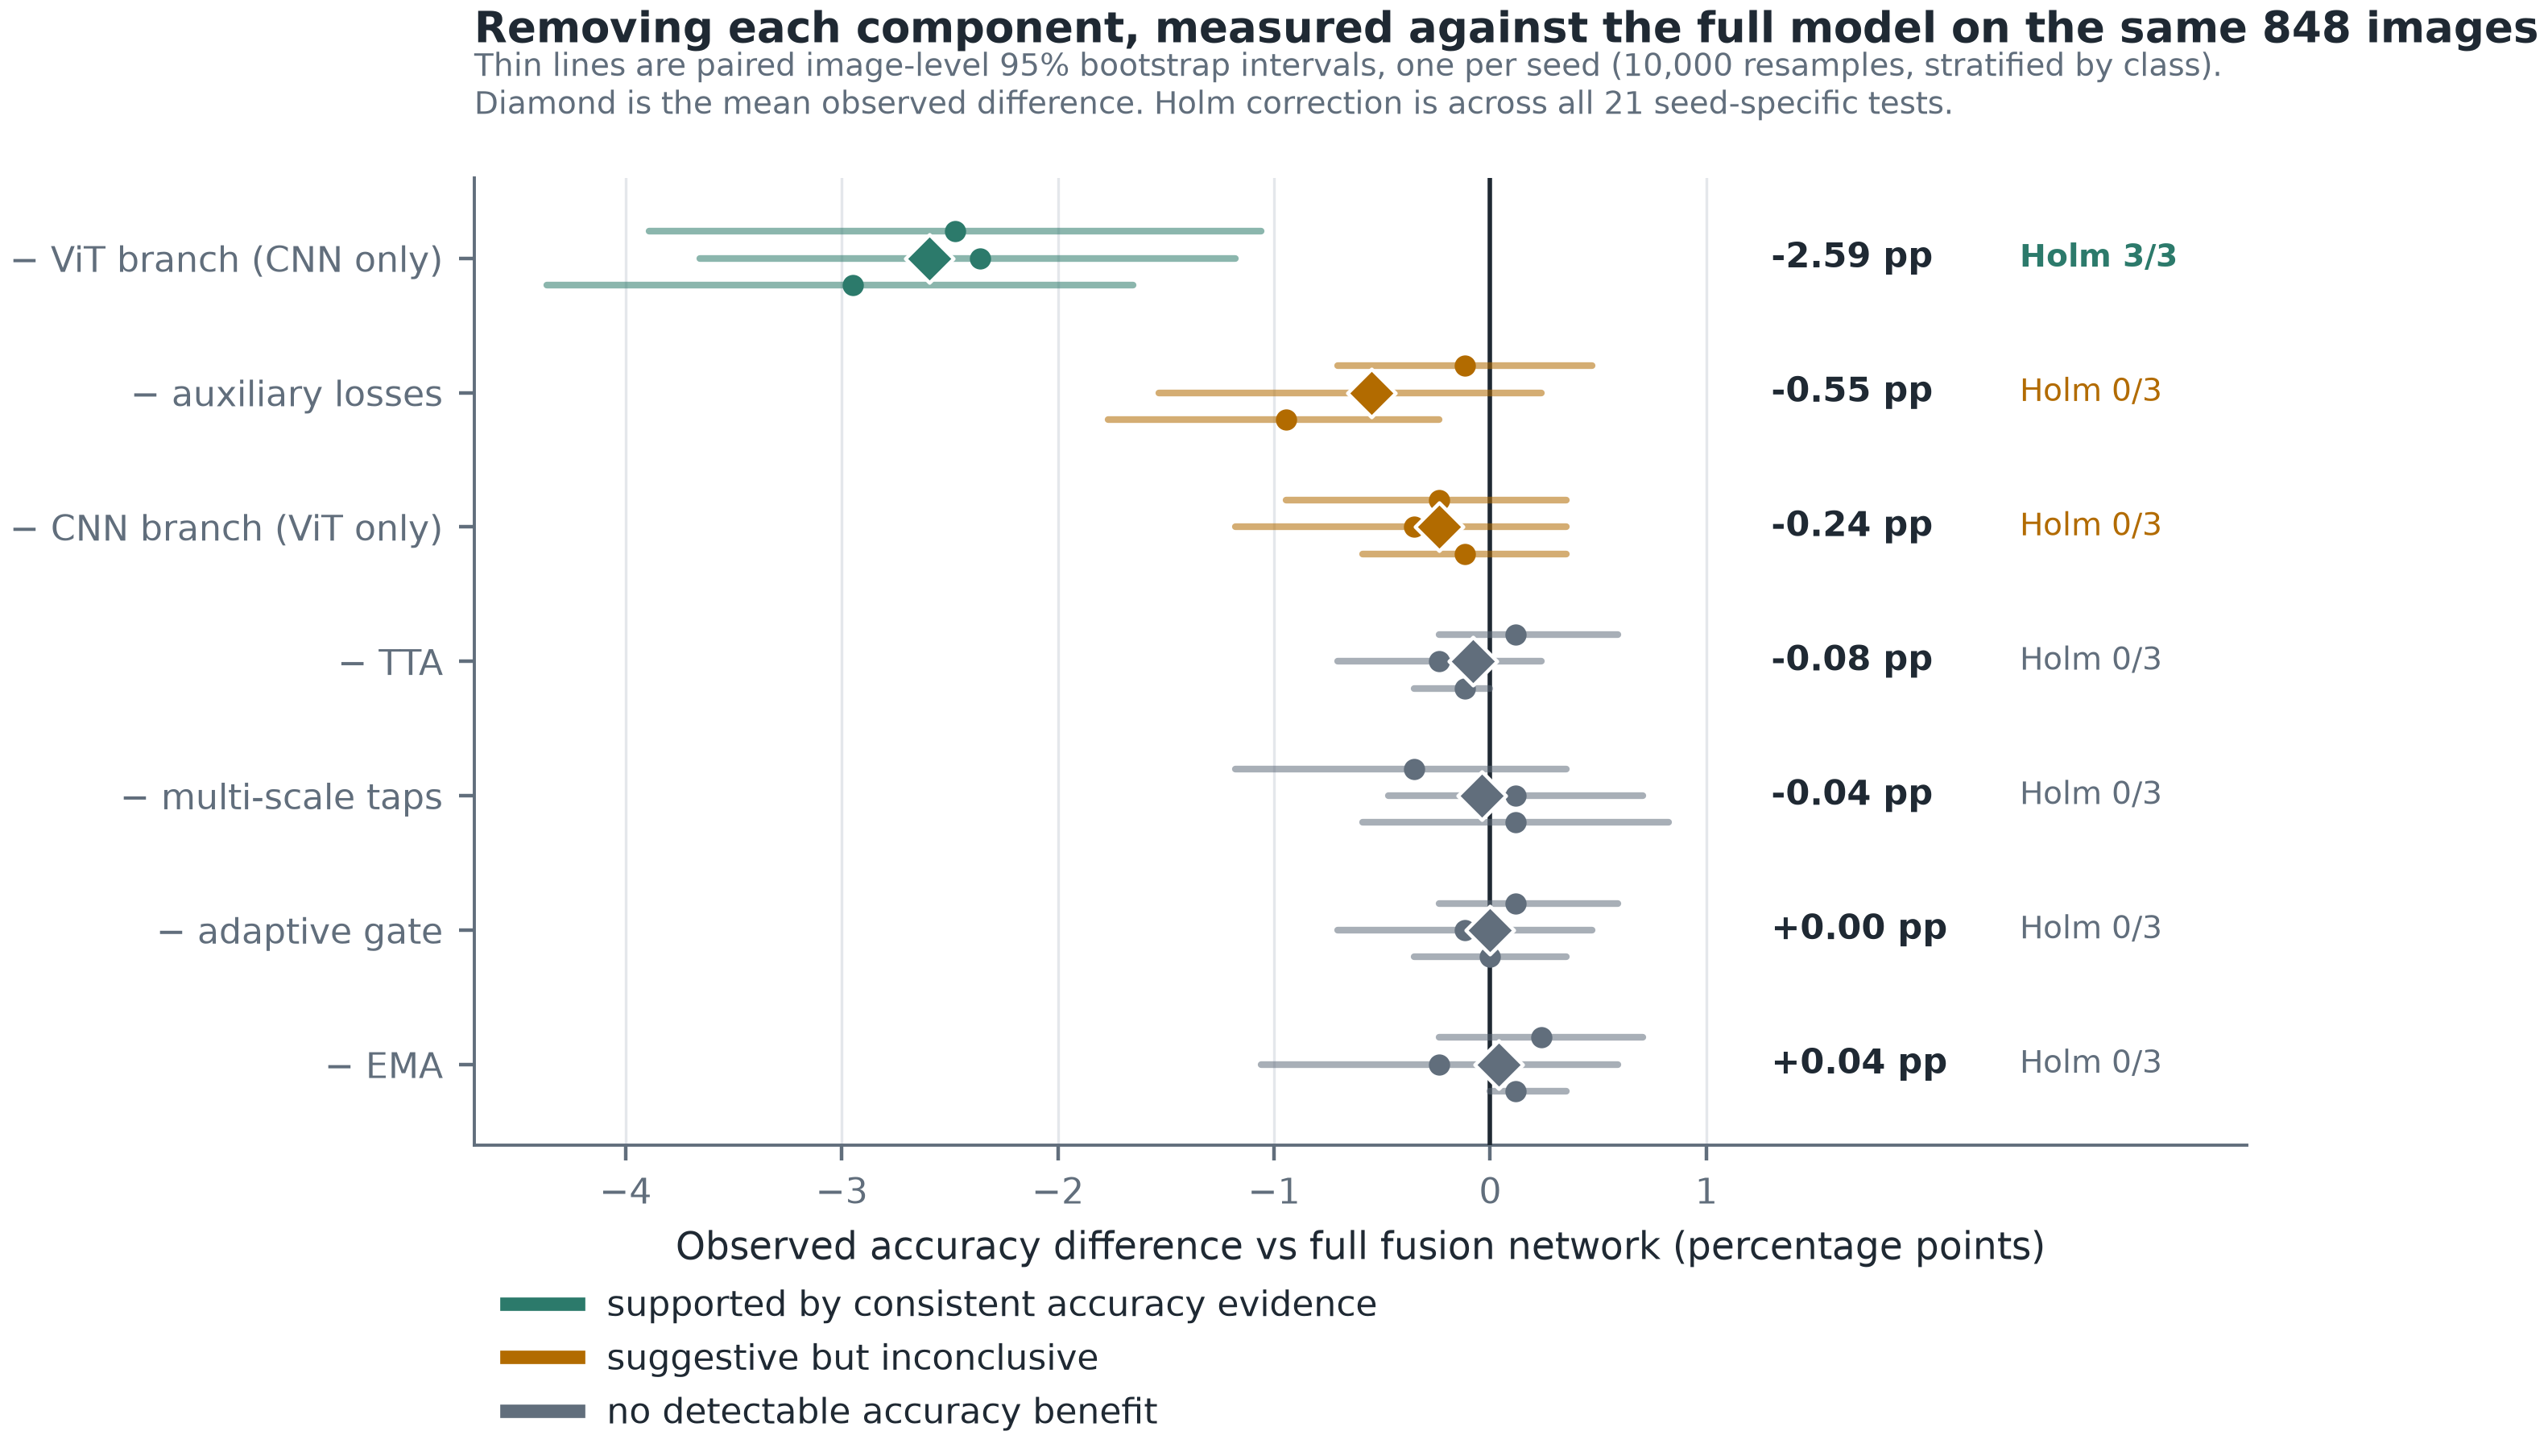 Removing each component, measured against the full model on the same 848 images
Thin lines are paired image-level 95% bootstrap intervals, one per seed (10,000 resamples, stratified by class).
Diamond is the mean observed difference. Holm correction is across all 21 seed-specific tests.
− ViT branch (CNN only) -2.59 pp Holm 3/3
− auxiliary losses -0.55 pp Holm 0/3
− CNN branch (ViT only) -0.24 pp Holm 0/3
− TTA -0.08 pp Holm 0/3
− multi-scale taps -0.04 pp Holm 0/3
− adaptive gate +0.00 pp Holm 0/3
− EMA +0.04 pp Holm 0/3
−4 −3 −2 −1 0 1
Observed accuracy difference vs full fusion network (percentage points)
supported by consistent accuracy evidence
suggestive but inconclusive
no detectable accuracy benefit